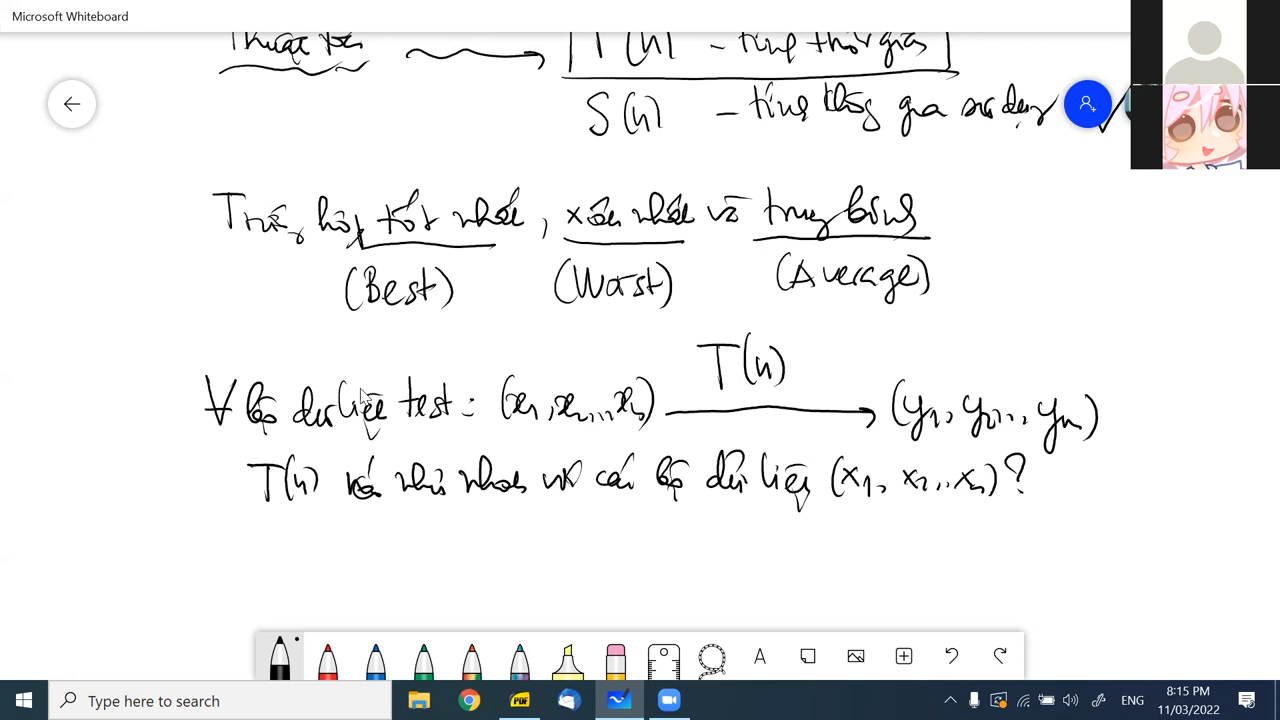 Microsoft Whiteboard
Thuật toán T(n) - tính thời gian
S(n) - tính không gian sử dụng
Trường hợp tốt nhất, xấu nhất và trung bình
(Best) (Worst) (Average)
T(n)
∀ bộ dữ liệu test: (x1, x2,..,xn) (y1, y2,.., yn)
T(n) như nhau với các bộ dữ liệu (x1, x2,..xn)?
Type here to search
ENG
8:15 PM
11/03/2022